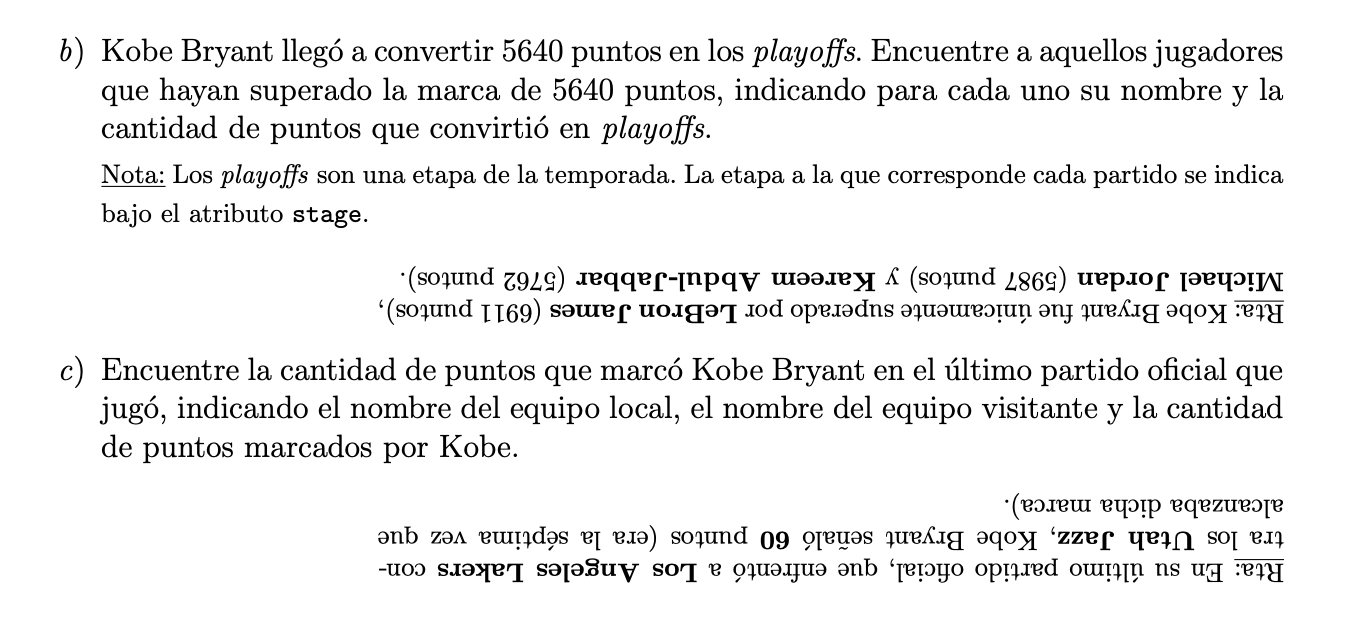 b) Kobe Bryant llegó a convertir 5640 puntos en los playoffs. Encuentre a aquellos jugadores
que hayan superado la marca de 5640 puntos, indicando para cada uno su nombre y la
cantidad de puntos que convirtió en playoffs.
Nota: Los playoffs son una etapa de la temporada. La etapa a la que corresponde cada partido se indica
bajo el atributo stage.
Rta: Kobe Bryant fue únicamente superado por LeBron James (6911 puntos),
Michael Jordan (5987 puntos) y Kareem Abdul-Jabbar (5762 puntos).
c) Encuentre la cantidad de puntos que marcó Kobe Bryant en el último partido oficial que
jugó, indicando el nombre del equipo local, el nombre del equipo visitante y la cantidad
de puntos marcados por Kobe.
Rta: En su último partido oficial, que enfrentó a Los Angeles Lakers con-
tra los Utah Jazz, Kobe Bryant señaló 60 puntos (era la séptima vez que
alcanzaba dicha marca).